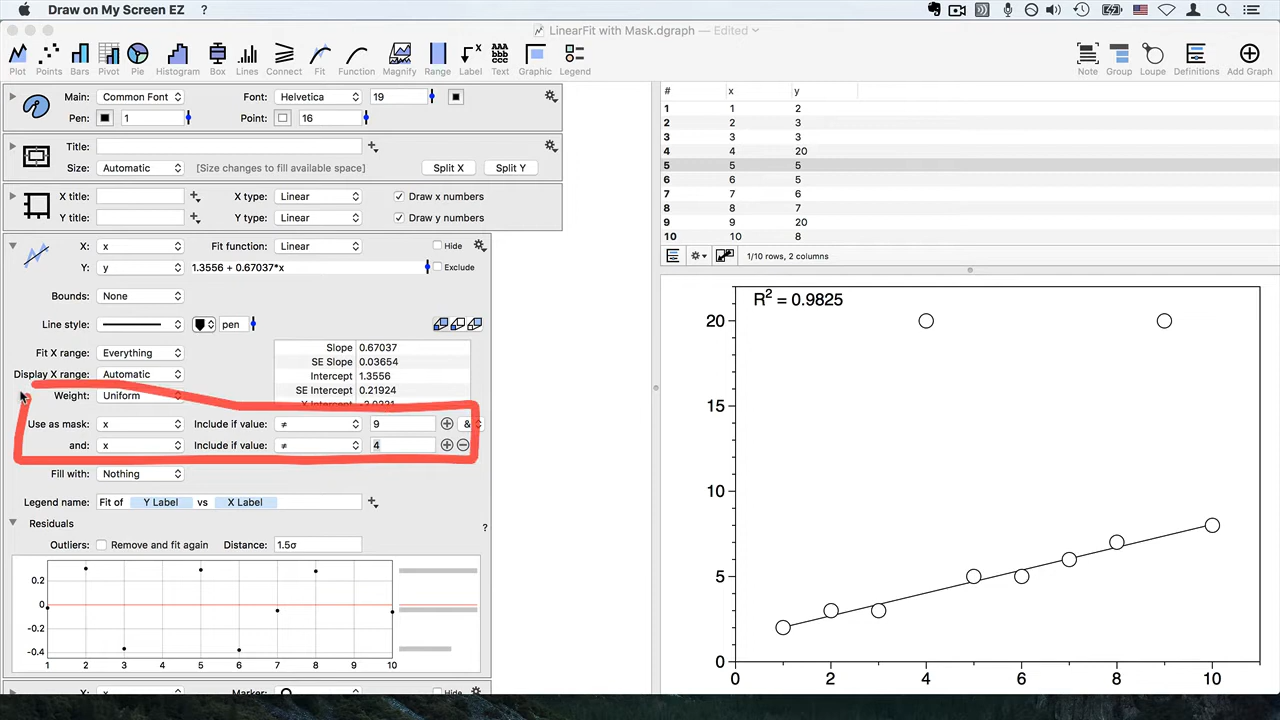 Draw on My Screen EZ ?
LinearFit with Mask.dgraph — Edited
Plot Points Bars Pivot Pie Histogram Box Lines Connect Fit Function Magnify Range Label Text Graphic Legend Note Group Loupe Definitions Add Graph
Main: Common Font Font: Helvetica 19
Pen: 1 Point: 16
Title:
Size: Automatic [Size changes to fill available space] Split X Split Y
X title: X type: Linear Draw x numbers
Y title: Y type: Linear Draw y numbers
X: x Fit function: Linear Hide
Y: y 1.3556 + 0.67037*x Exclude
Bounds: None
Line style: pen
Fit X range: Everything
Display X range: Automatic
Slope 0.67037
SE Slope 0.03654
Intercept 1.3556
SE Intercept 0.21924
Weight: Uniform
Use as mask: x Include if value: ≠ 9 &
and: x Include if value: ≠ 4
Fill with: Nothing
Legend name: Fit of Y Label vs X Label
Residuals ?
Outliers: Remove and fit again Distance: 1.5σ
0.2
0
-0.2
-0.4
1 2 3 4 5 6 7 8 10
X: x Marker: Hide
# x y
1 1 2
2 2 3
3 3 3
4 4 20
5 5 5
6 6 5
7 7 6
8 8 7
9 9 20
10 10 8
1/10 rows, 2 columns
R2 = 0.9825
20
15
10
5
0
0 2 4 6 8 10